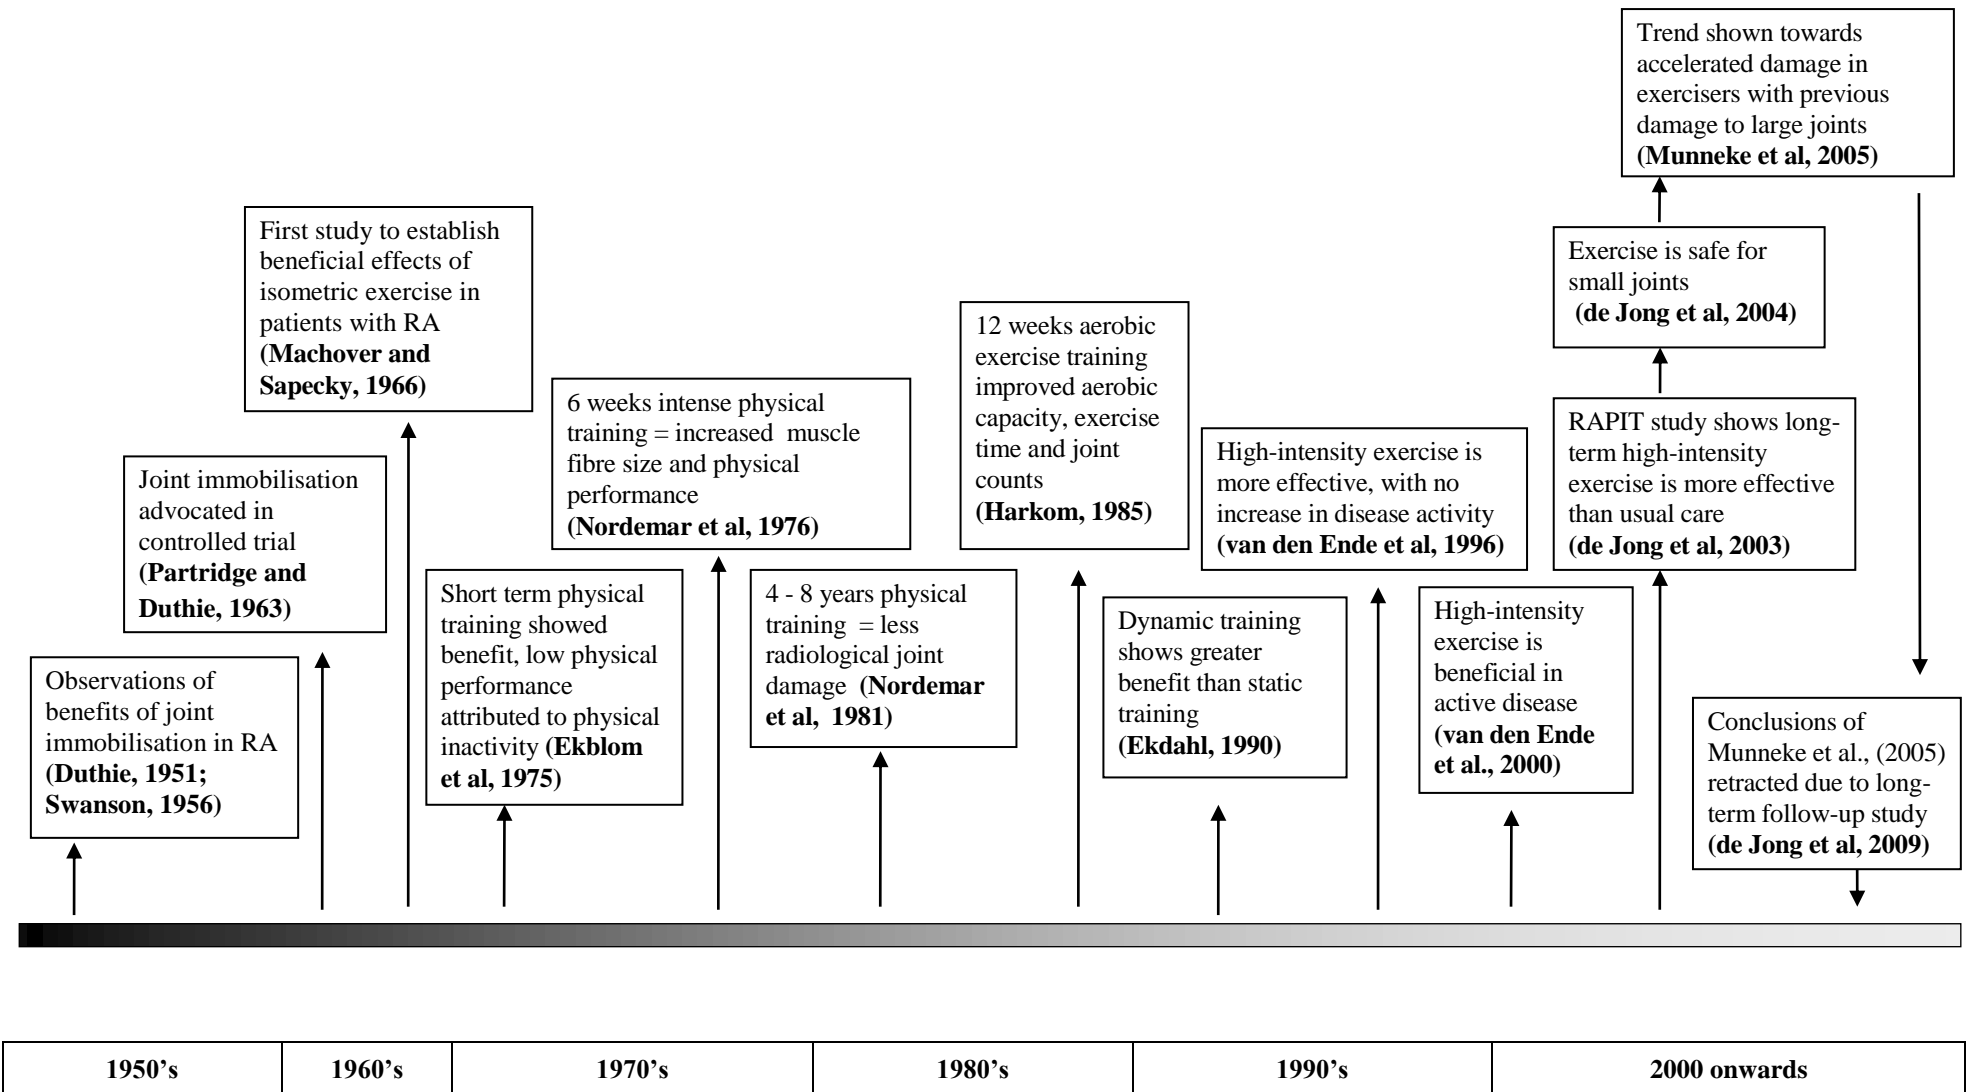 Trend shown towards
accelerated damage in
exercisers with previous
damage to large joints
(Munneke et al, 2005)
First study to establish
beneficial effects of
isometric exercise in
patients with RA
(Machover and
Sapecky, 1966)
Exercise is safe for
small joints
(de Jong et al, 2004)
12 weeks aerobic
exercise training
improved aerobic
capacity, exercise
time and joint
counts
(Harkom, 1985)
6 weeks intense physical
training = increased muscle
fibre size and physical
performance
(Nordemar et al, 1976)
RAPIT study shows long-
term high-intensity
exercise is more effective
than usual care
(de Jong et al, 2003)
High-intensity exercise is
more effective, with no
increase in disease activity
(van den Ende et al, 1996)
Joint immobilisation
advocated in
controlled trial
(Partridge and
Duthie, 1963)
Short term physical
training showed
benefit, low physical
performance
attributed to physical
inactivity (Ekblom
et al, 1975)
4 - 8 years physical
training = less
radiological joint
damage (Nordemar
et al, 1981)
Dynamic training
shows greater
benefit than static
training
(Ekdahl, 1990)
High-intensity
exercise is
beneficial in
active disease
(van den Ende
et al., 2000)
Observations of
benefits of joint
immobilisation in RA
(Duthie, 1951;
Swanson, 1956)
Conclusions of
Munneke et al., (2005)
retracted due to long-
term follow-up study
(de Jong et al, 2009)
1950's
1960's
1970's
1980's
1990's
2000 onwards